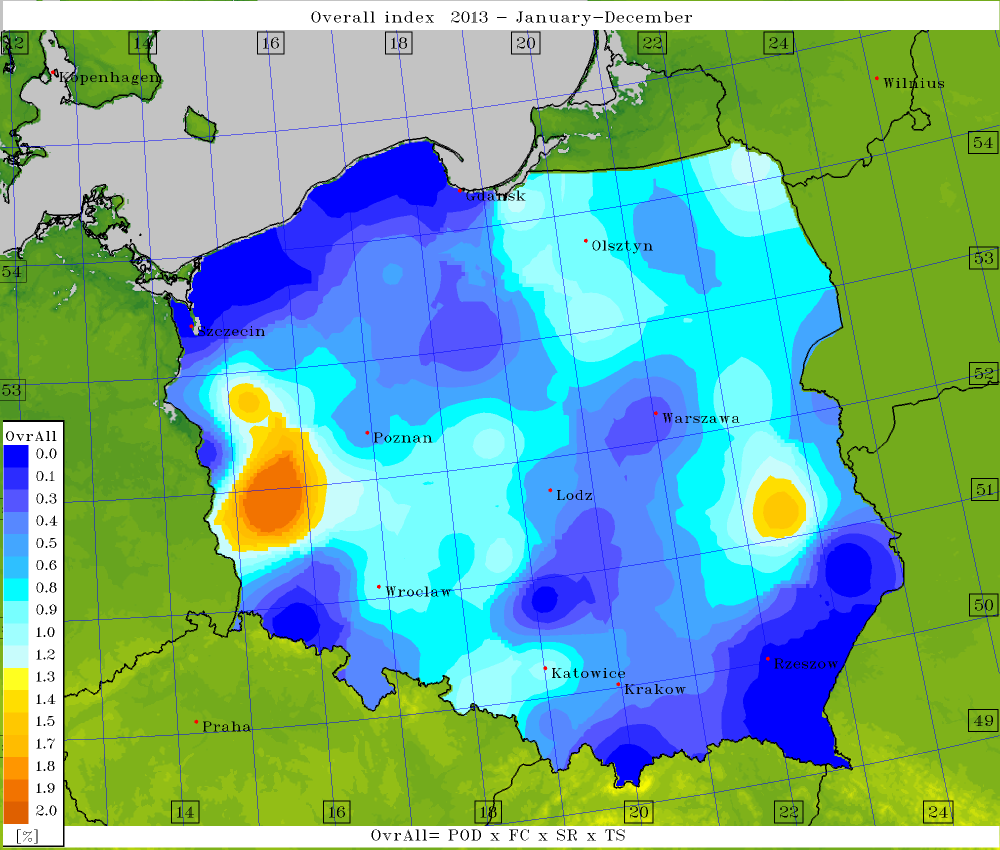 Overall index 2013 - January-December
12 14 16 18 20 22 24
Kopenhagen
Wilnius
54
Gdansk
Olsztyn
53
54
Szczecin
52
53
Warszawa
Poznan
OvrAll
0.0
0.1
51
Lodz
0.3
0.4
0.5
0.6
0.8
Wroclaw
0.9
50
1.0
1.2
Rzeszow
Katowice
1.3
Krakow
1.4
49
1.5
Praha
1.7
1.8
1.9
2.0
14 16 18 20 22 24
[%]
OvrAll= POD x FC x SR x TS